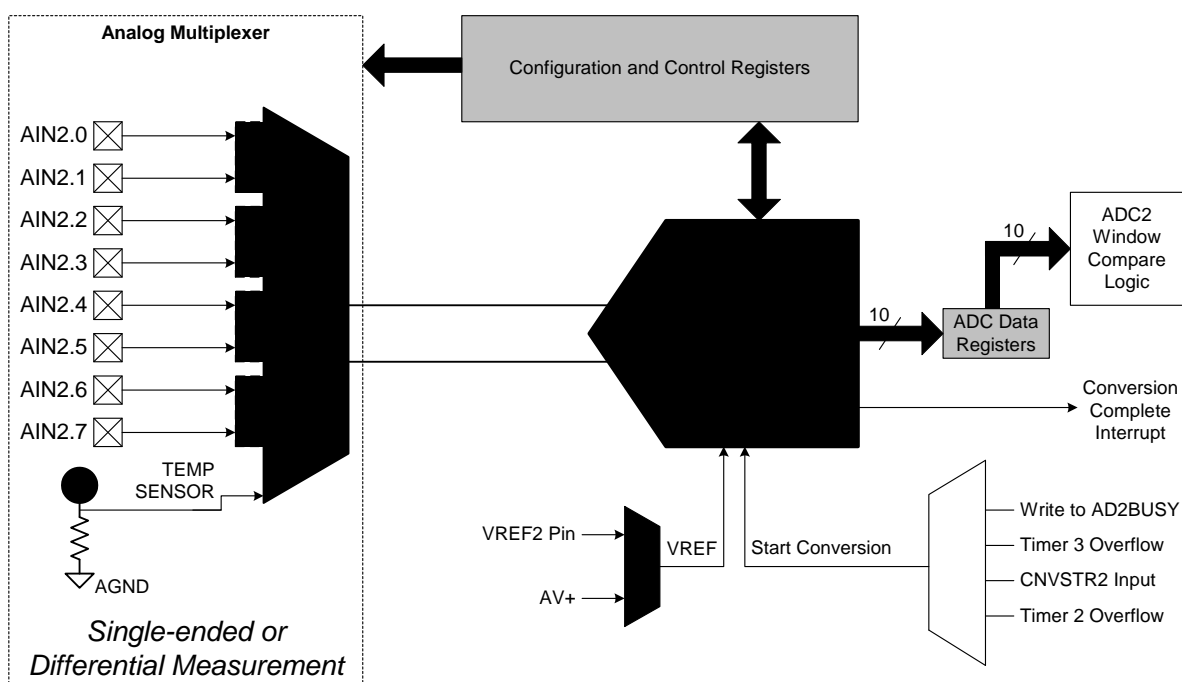 Analog Multiplexer
Configuration and Control Registers
AIN2.0
AIN2.1
AIN2.2
AIN2.3
AIN2.4
AIN2.5
AIN2.6
AIN2.7
TEMP
SENSOR
AGND
Single-ended or
Differential Measurement
10
ADC Data
Registers
10
ADC2
Window
Compare
Logic
Conversion
Complete
Interrupt
VREF2 Pin
AV+
VREF
Start Conversion
Write to AD2BUSY
Timer 3 Overflow
CNVSTR2 Input
Timer 2 Overflow